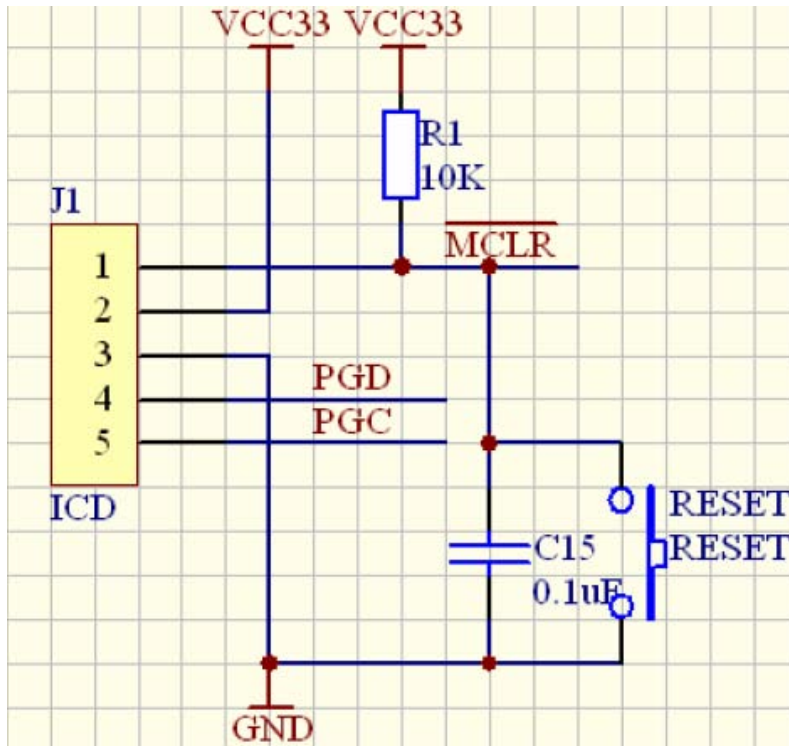 VCC33
VCC33
R1
10K
J1
MCLR
1
2
3
4
5
PGD
PGC
ICD
RESET
RESET
C15
0.1uF
GND